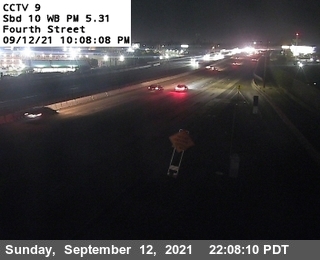 CCTV 9
Sbd 10 WB PM 5.31
Fourth Street
09/12/21 10:08:08 PM
Sunday, September 12, 2021 22:08:10 PDT